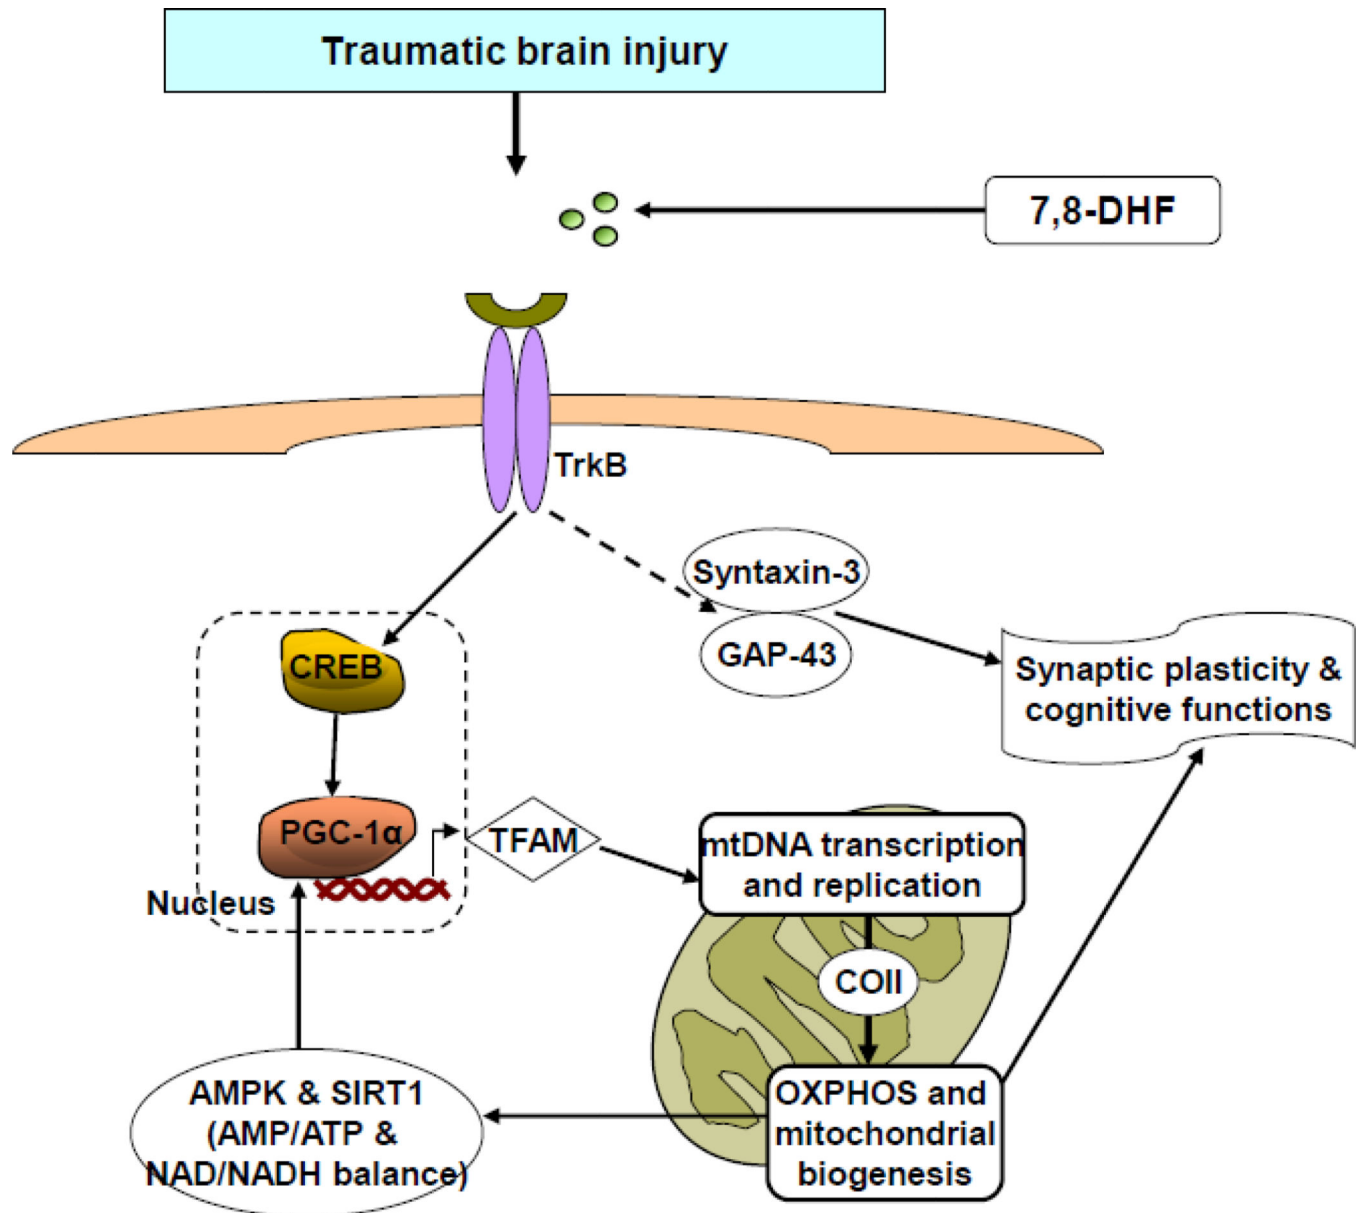 Traumatic brain injury
7,8-DHF
TrkB
Syntaxin-3
GAP-43
CREB
Synaptic plasticity &
cognitive functions
PGC-1α
TFAM
mtDNA transcription
and replication
Nucleus
COII
AMPK & SIRT1
(AMP/ATP &
NAD/NADH balance)
OXPHOS and
mitochondrial
biogenesis